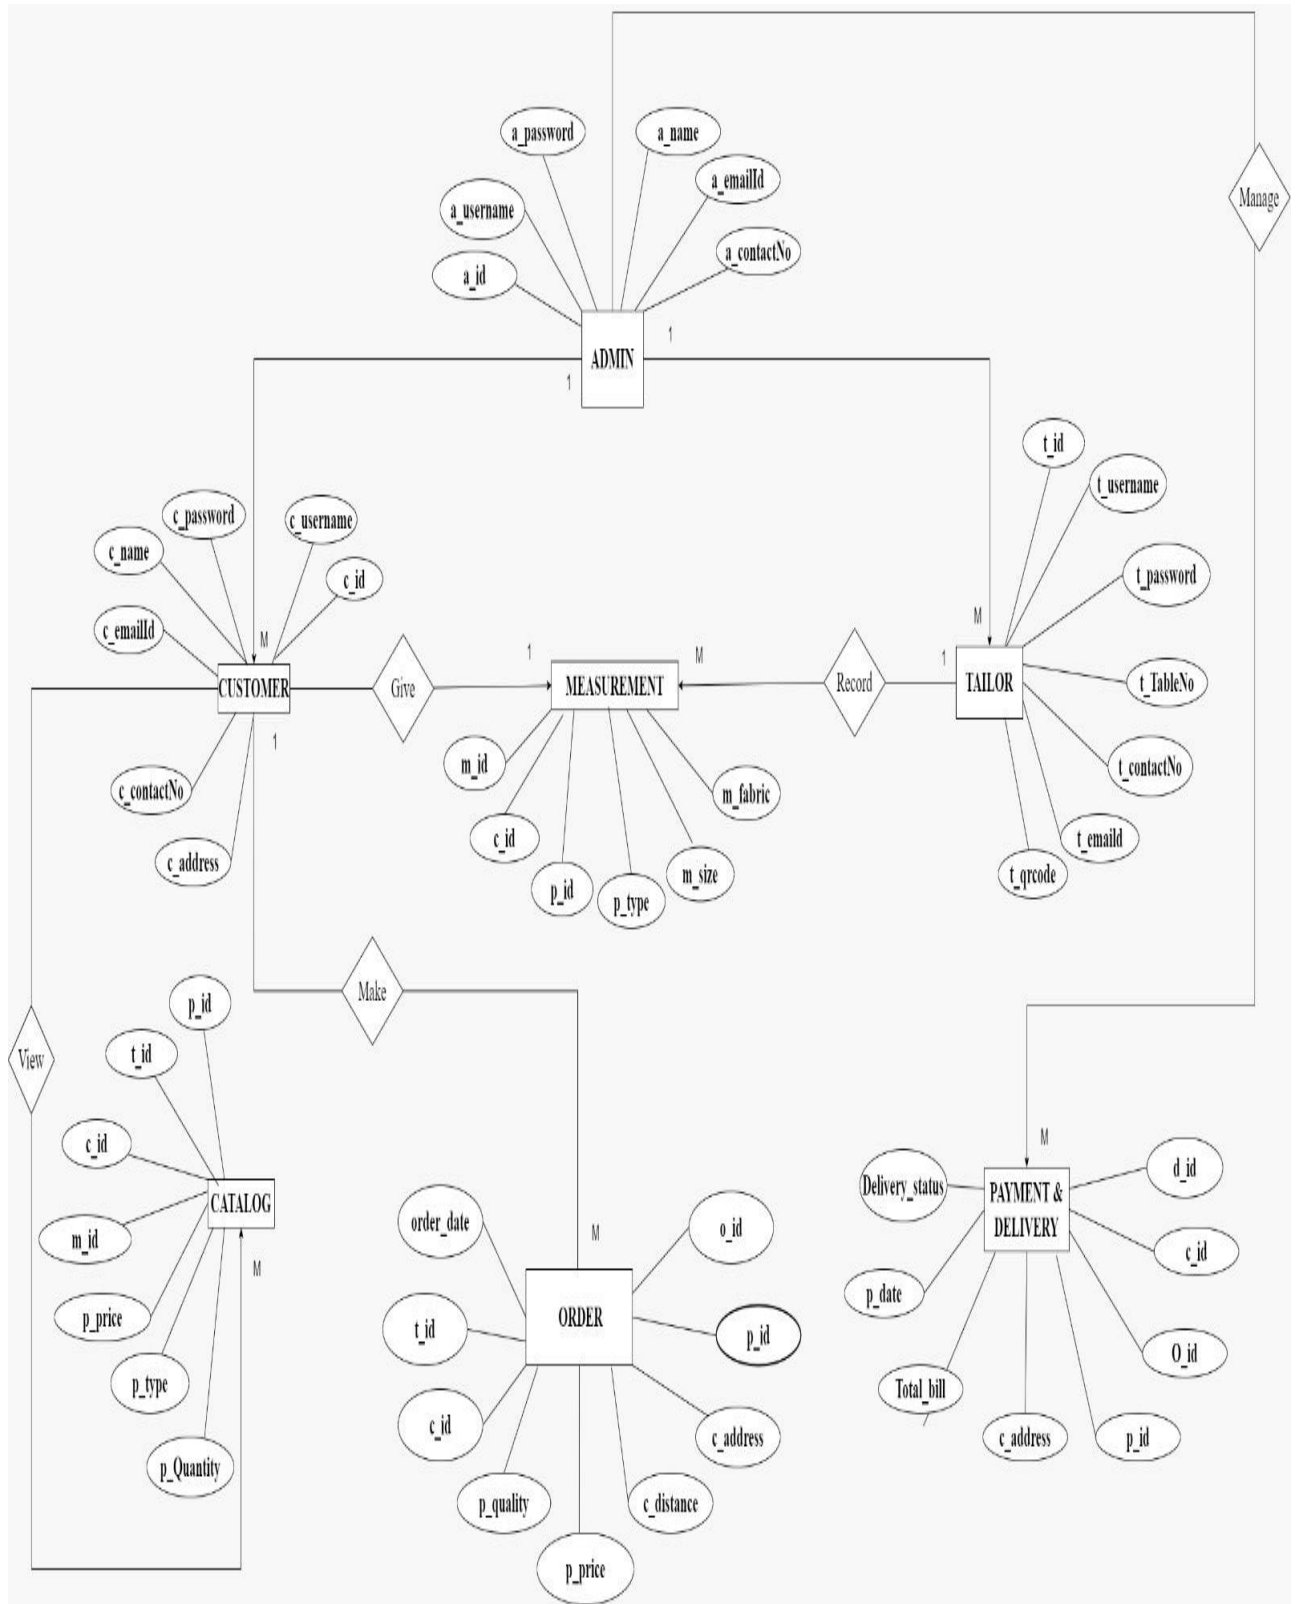 a_password
a_name
a_emailId
Manage
a_username
a_contactNo
a_id
1
ADMIN
1
t_id
t_username
c_password
c_username
c_name
t_password
c_id
M
c_emailId
M
1
M
1
t_TableNo
CUSTOMER
Give
MEASUREMENT
Record
TAILOR
1
m_id
m_fabric
t_contactNo
c_contactNo
c_id
t_emaild
c_address
p_id
m_size
t_qrcode
p_type
Make
p_id
View
t_id
c_id
M
d_id
Delivery_status
PAYMENT &
DELIVERY
CATALOG
order_date
o_id
m_id
M
M
c_id
p_date
p_price
t_id
ORDER
p_id
O_id
p_type
Total_bill
c_id
c_address
c_address
p_id
p_Quantity
p_quality
c_distance
p_price